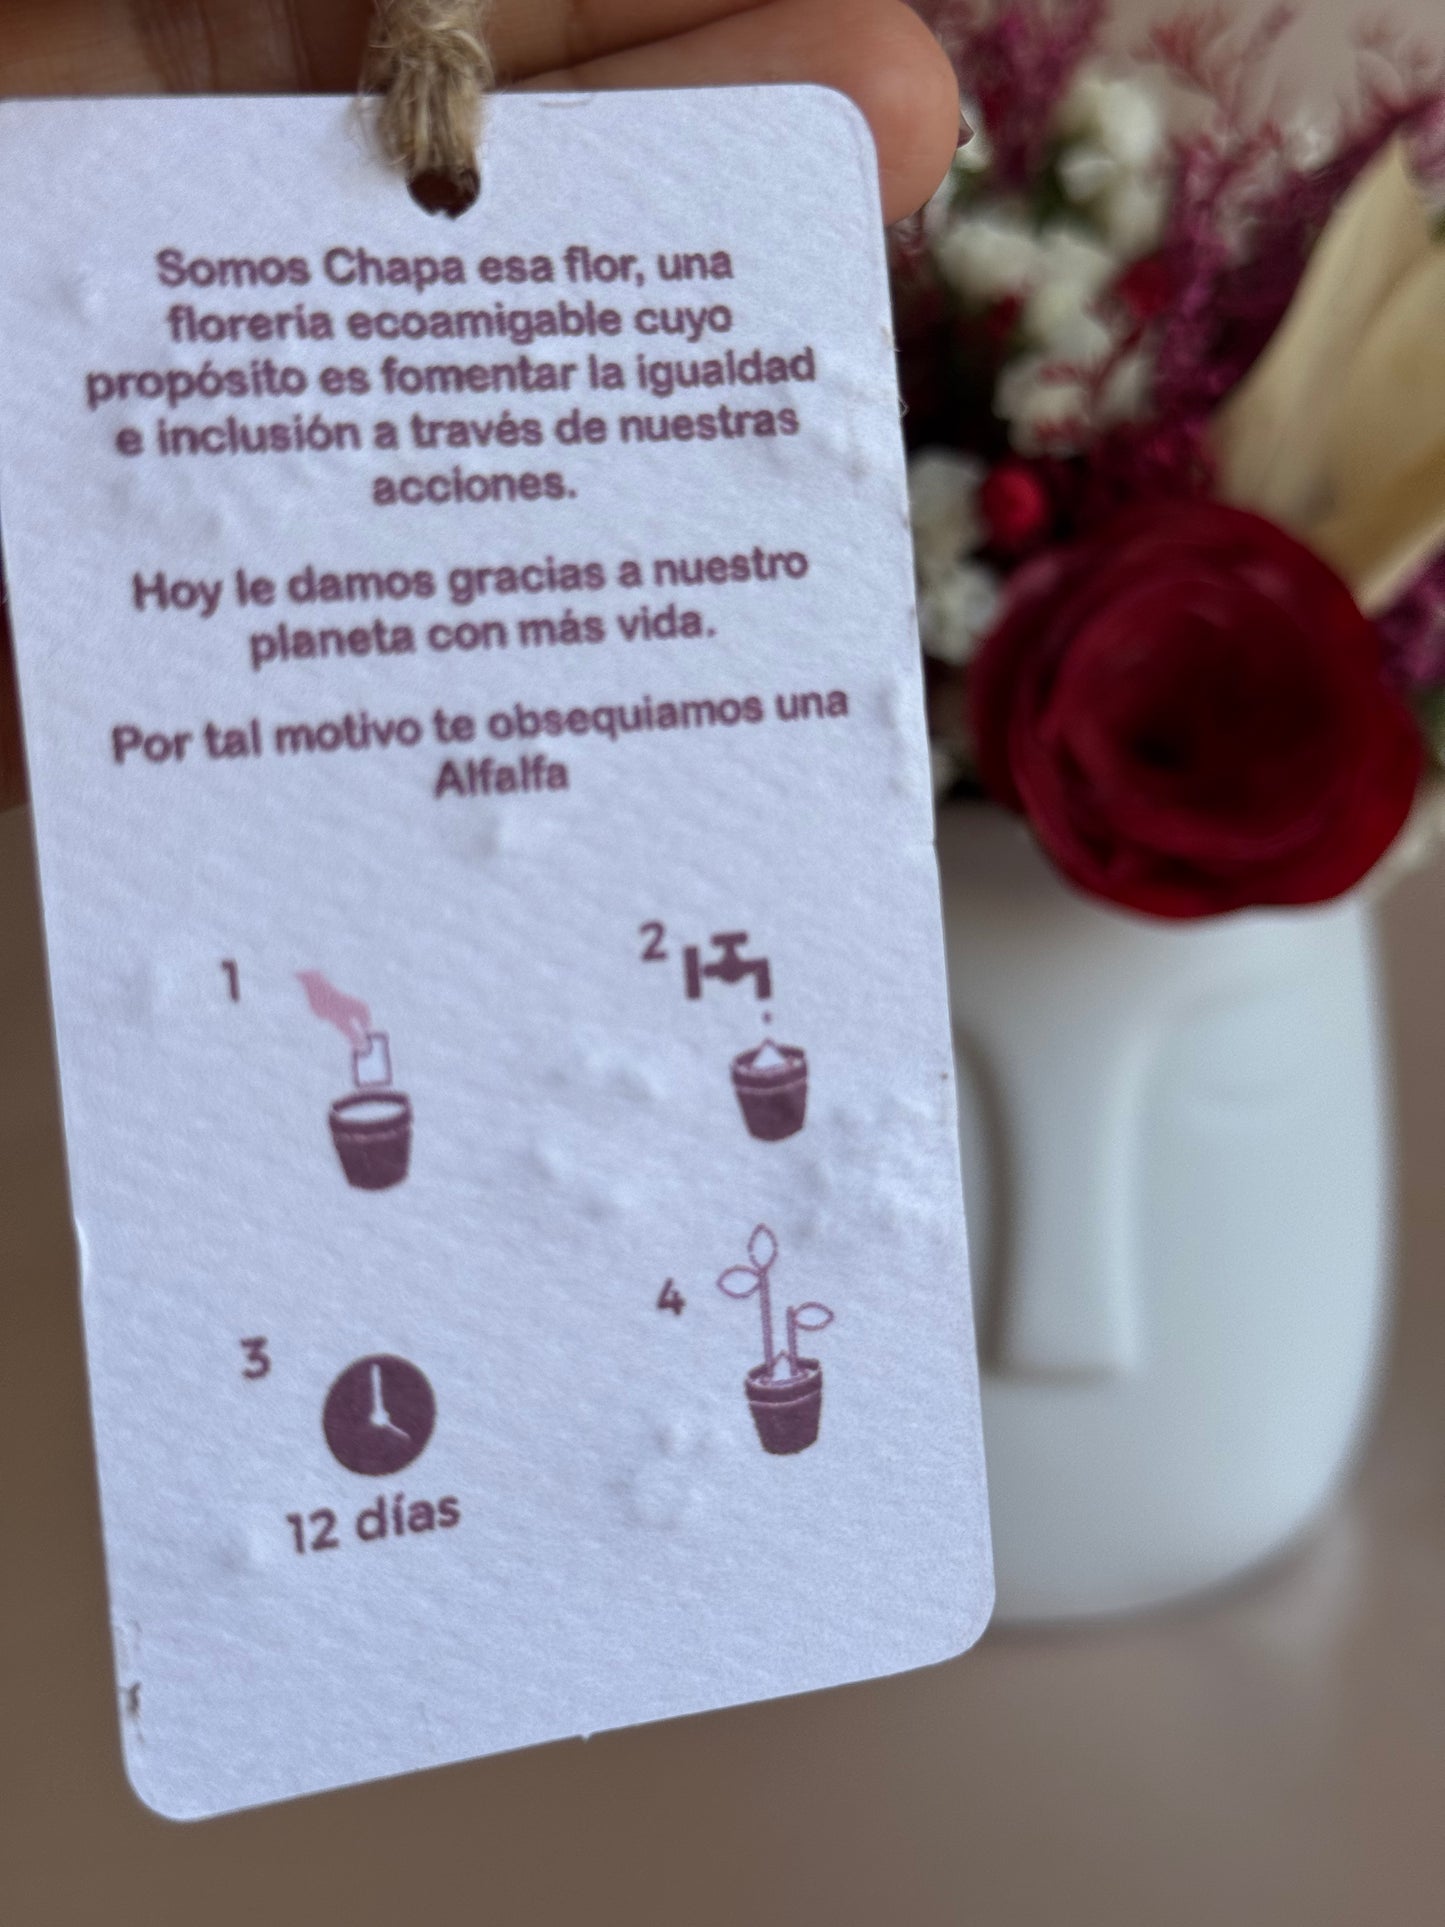 Somos Chapa esa flor, una
florería ecoamigable cuyo
propósito es fomentar la igualdad
e inclusión a través de nuestras
acciones.
Hoy le damos gracias a nuestro
planeta con más vida.
Por tal motivo te obsequiamos una
Alfalfa
1
2
3
12 días
4